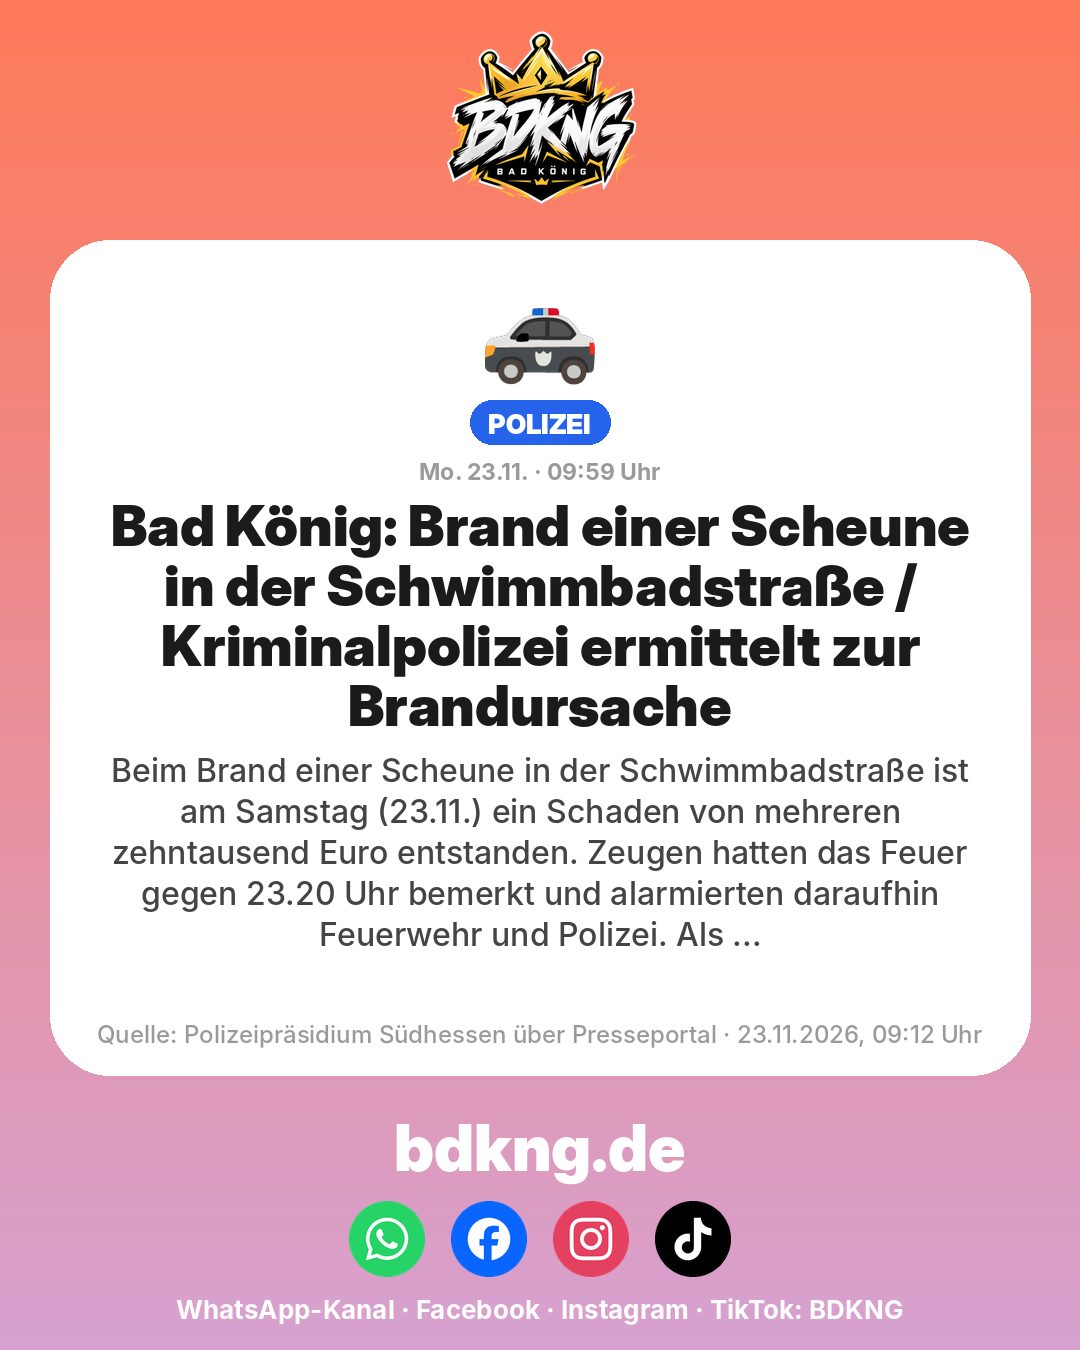 BDKNG
BAD KÖNIG
POLIZEI
Mo. 23.11. · 09:59 Uhr
Bad König: Brand einer Scheune
in der Schwimmbadstraße /
Kriminalpolizei ermittelt zur
Brandursache
Beim Brand einer Scheune in der Schwimmbadstraße ist
am Samstag (23.11.) ein Schaden von mehreren
zehntausend Euro entstanden. Zeugen hatten das Feuer
gegen 23.20 Uhr bemerkt und alarmierten daraufhin
Feuerwehr und Polizei. Als ...
Quelle: Polizeipräsidium Südhessen über Presseportal · 23.11.2026, 09:12 Uhr
bdkng.de
WhatsApp-Kanal · Facebook · Instagram · TikTok: BDKNG